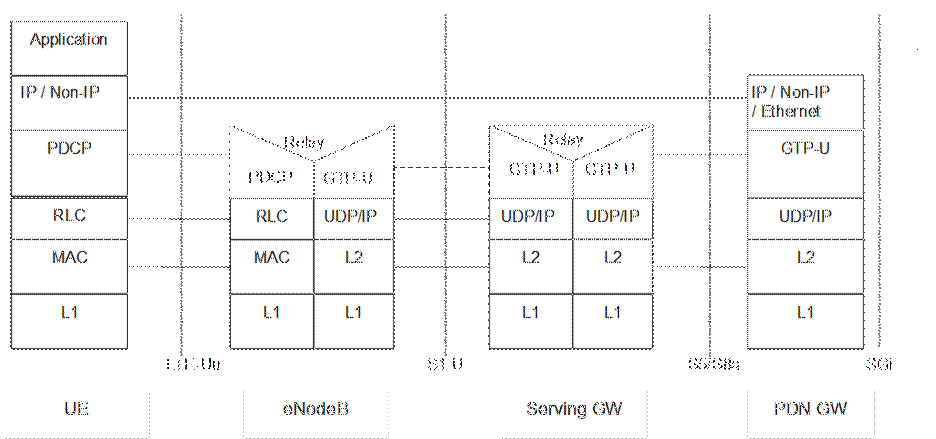 Application
IP / Non-IP
PDCP
RLC
MAC
L1
Relay
PDCP
GTP-U
RLC
UDP/IP
MAC
L2
L1
L1
Relay
GTP-U
GTP-U
UDP/IP
UDP/IP
L2
L2
L1
L1
IP / Non-IP
/ Ethernet
GTP-U
UDP/IP
L2
L1
LTE-Uu
S1-U
S5/S8a
SGi
UE
eNodeB
Serving GW
PDN GW